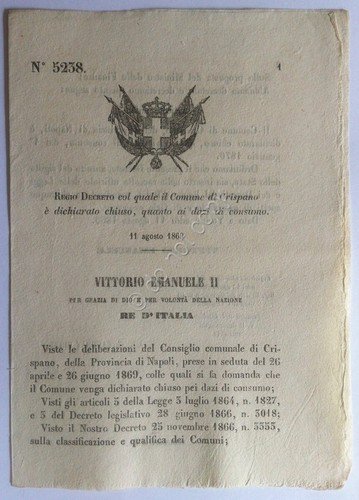 N° 5238.
1
REGIO DECRETO col quale il Comune di Crispano
è dichiarato chiuso, quanto ai dazi di consumo.
11 agosto 1869
VITTORIO EMANUELE II
PER GRAZIA DI DIO E PER VOLONTÀ DELLA NAZIONE
RE D'ITALIA
Viste le deliberazioni del Consiglio comunale di Cri-
spano, della Provincia di Napoli, prese in seduta del 26
aprile e 26 giugno 1869, colle quali si fa domanda che
il Comune venga dichiarato chiuso pei dazi di consumo;
Visti gli articoli 5 della Legge 3 luglio 1864, n. 1827,
e 3 del Decreto legislativo 28 giugno 1866, n. 3018;
Visto il Nostro Decreto 25 novembre 1866, n. 3333,
sulla classificazione e qualifica dei Comuni;